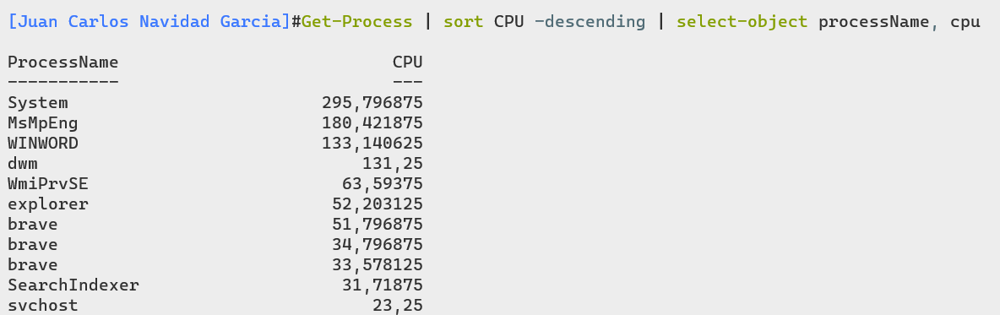 [Juan Carlos Navidad Garcia]#Get-Process | sort CPU -descending | select-object processName, cpu
ProcessName CPU
----------- ---
System 295,796875
MsMpEng 180,421875
WINWORD 133,140625
dwm 131,25
WmiPrvSE 63,59375
explorer 52,203125
brave 51,796875
brave 34,796875
brave 33,578125
SearchIndexer 31,71875
svchost 23,25